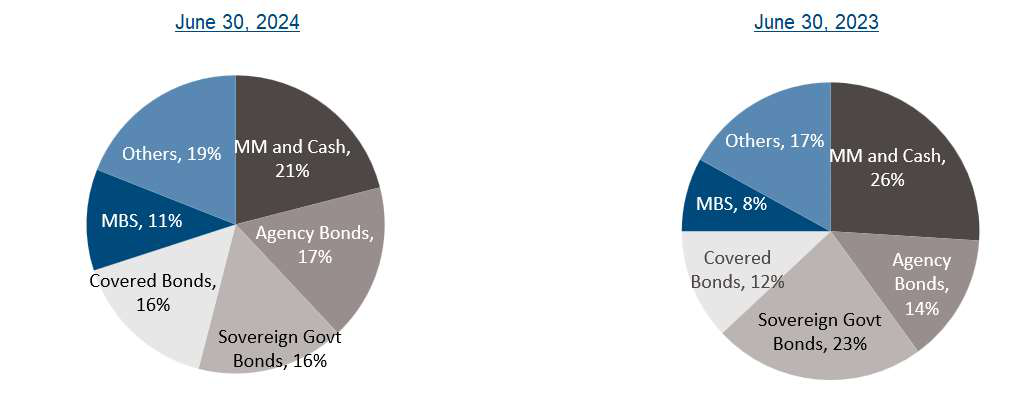 June 30, 2024
MM and Cash,
21%
Agency Bonds,
17%
Sovereign Govt
Bonds, 16%
Covered Bonds,
16%
MBS, 11%
Others, 19%
June 30, 2023
MM and Cash,
26%
Agency
Bonds,
14%
Sovereign Govt
Bonds, 23%
Covered
Bonds, 12%
MBS, 8%
Others, 17%